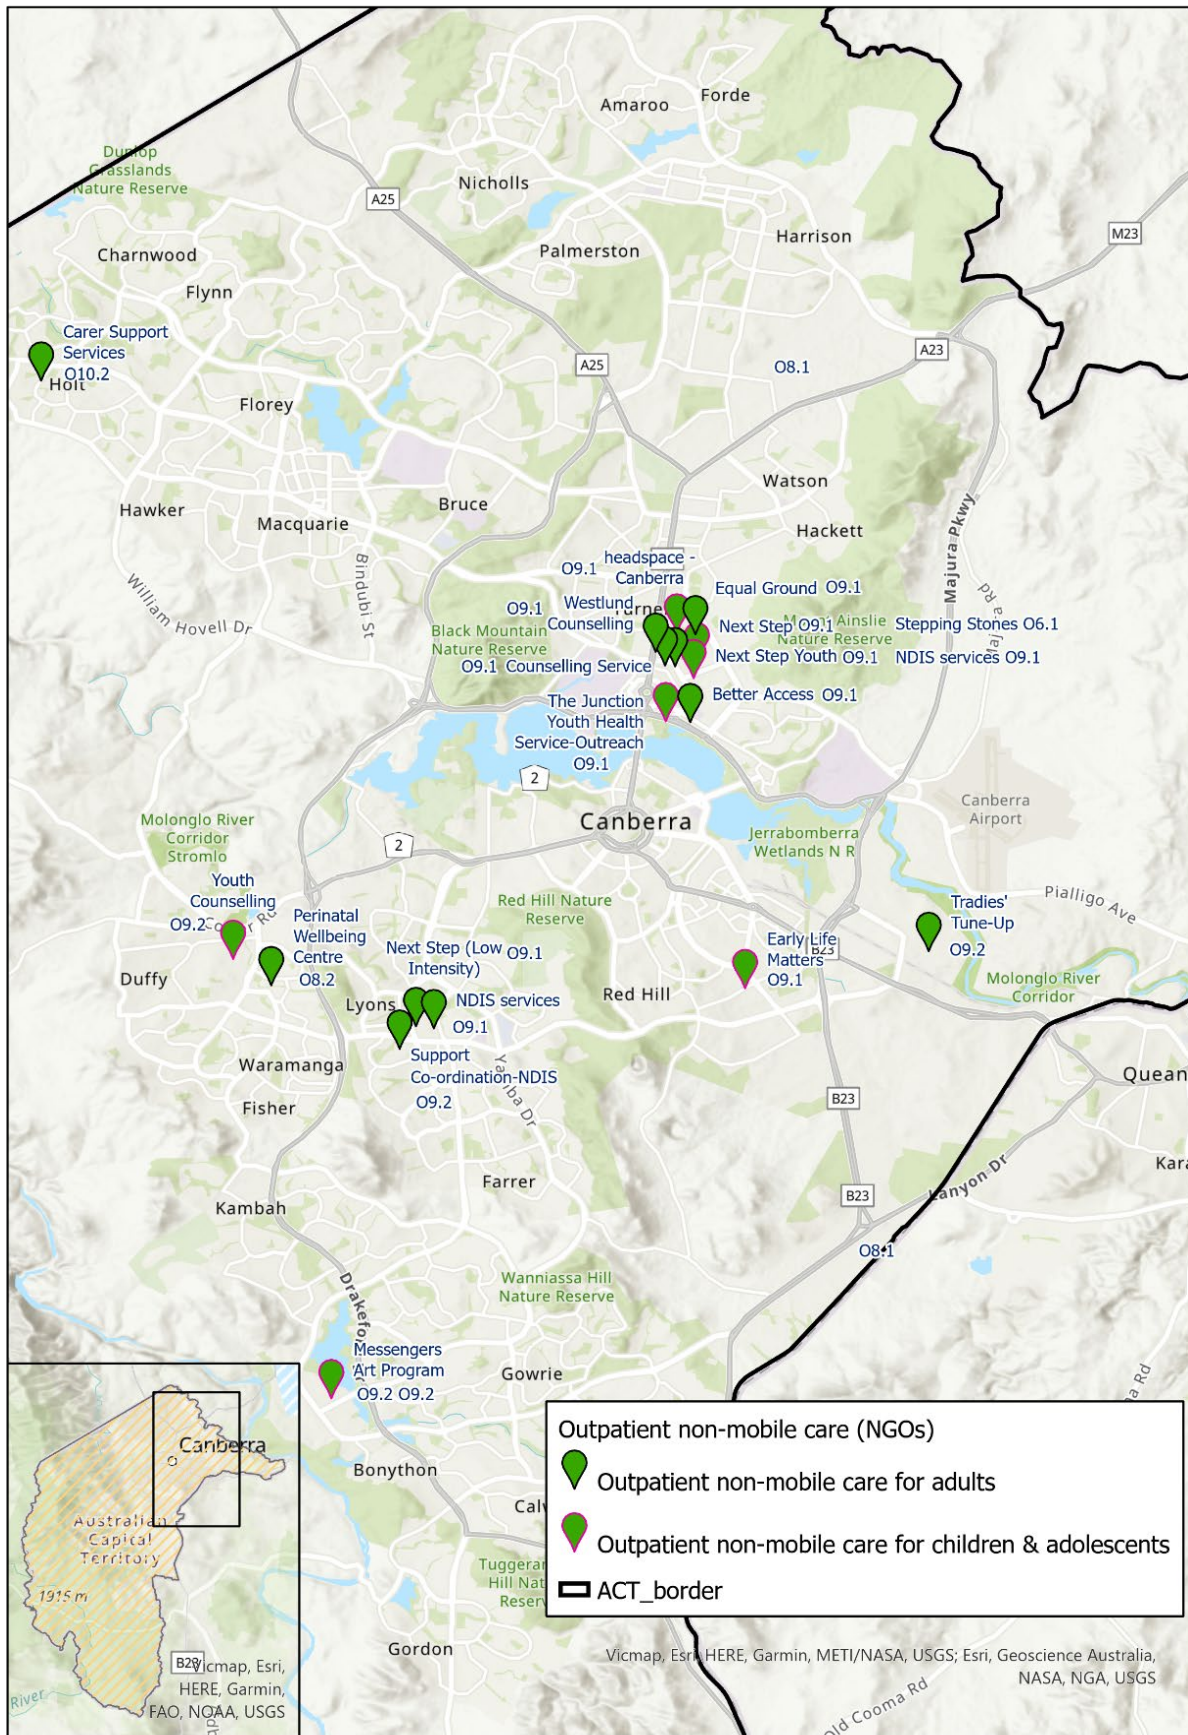 Amaroo
Forde
Dunlop
Grasslands
Nature Reserve
Nicholls
A25
Charnwood
Palmerston
Harrison
M23
Flynn
Carer Support
Services
O10.2
Holt
A25
A23
O8.1
Florey
Hawker
Macquarie
Bruce
Watson
Hackett
Majura Pkwy
William Hovell Dr
Bindubi St
headspace -
Canberra
O9.1
Equal Ground O9.1
O9.1
Westlund
Counselling
Black Mountain
Nature Reserve
Next Step O9.1
Ainslie
Nature Reserve
Stepping Stones O6.1
O9.1 Counselling Service
Next Step Youth O9.1
NDIS services O9.1
The Junction
Youth Health
Service-Outreach
O9.1
Better Access O9.1
2
Canberra
Canberra
Airport
Jerrabomberra
Wetlands N R
Molonglo River
Corridor
Stromlo
2
Youth
Counselling
O9.2
Rd
Perinatal
Wellbeing
Centre
O8.2
Red Hill Nature
Reserve
Pialligo Ave
Tradies'
Tune-Up
O9.2
Next Step (Low
Intensity)
O9.1
Early Life
Matters
O9.1
B23
Duffy
Lyons
NDIS services
O9.1
Red Hill
Molonglo River
Corridor
Support
Co-ordination-NDIS
O9.2
Waramanga
Yamba Dr
Fisher
B23
Quean
Kara
Farrer
Kambah
B23
Lanyon Dr
O8.1
Wanniassa Hill
Nature Reserve
Messengers
Art Program
O9.2 O9.2
Gowrie
Bonython
Gordon
Old Cooma Rd
Canberra
Australian
Capital
Territory
1915 m
B23
River
Vicmap, Esri,
HERE, Garmin,
FAO, NOAA, USGS
Outpatient non-mobile care (NGOs)
Outpatient non-mobile care for adults
Outpatient non-mobile care for children & adolescents
ACT_border
Vicmap, Esri, HERE, Garmin, METI/NASA, USGS; Esri, Geoscience Australia,
NASA, NGA, USGS